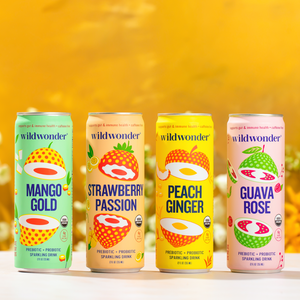 wildwonder
MANGO
GOLD
PREBIOTIC + PROBIOTIC
SPARKLING DRINK
wildwonder
STRAWBERRY
PASSION
PREBIOTIC + PROBIOTIC
SPARKLING DRINK
wildwonder
PEACH
GINGER
PREBIOTIC + PROBIOTIC
SPARKLING DRINK
wildwonder
GUAVA
ROSE
PREBIOTIC + PROBIOTIC
SPARKLING DRINK